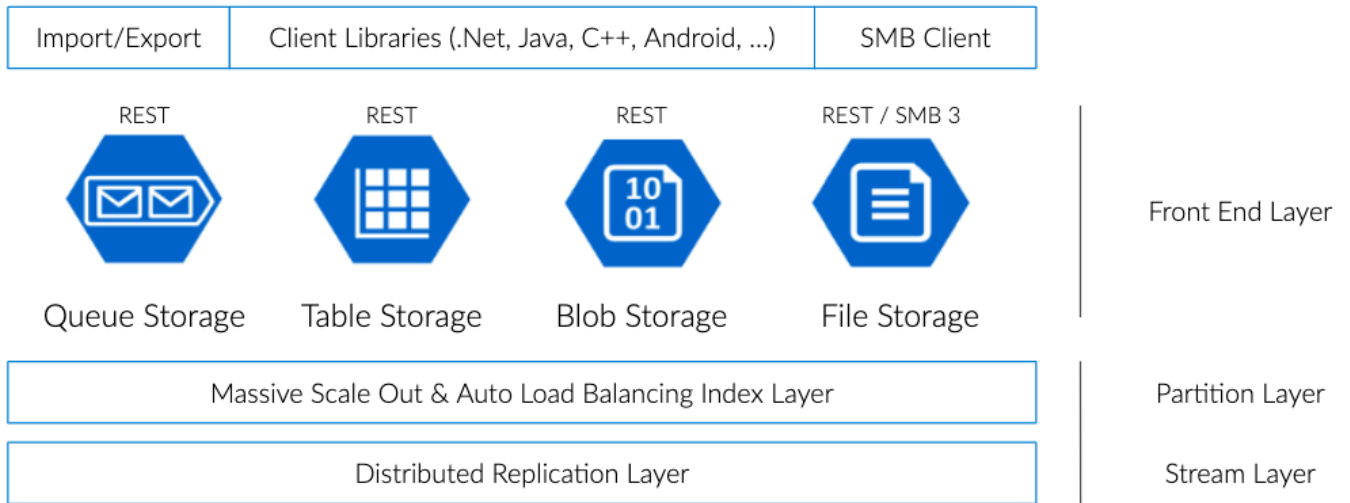 Import/Export
Client Libraries (.Net, Java, C++, Android, ...)
SMB Client
REST
REST
REST
REST / SMB 3
10
01
Front End Layer
Queue Storage
Table Storage
Blob Storage
File Storage
Massive Scale Out & Auto Load Balancing Index Layer
Partition Layer
Distributed Replication Layer
Stream Layer